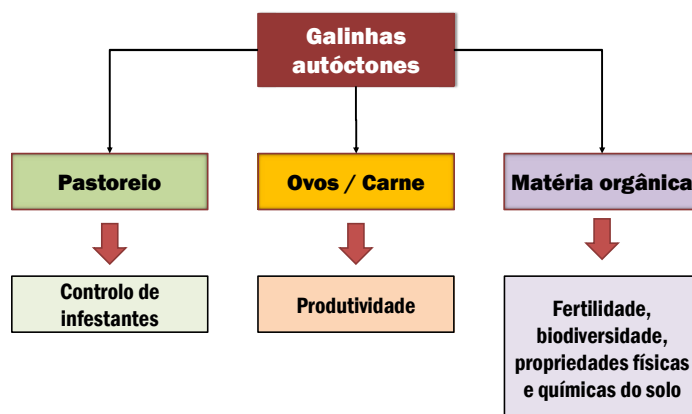 Galinhas
autóctones
Pastoreio
Ovos / Carne
Matéria orgânica
Controlo de
infestantes
Produtividade
Fertilidade,
biodiversidade,
propriedades físicas
e químicas do solo